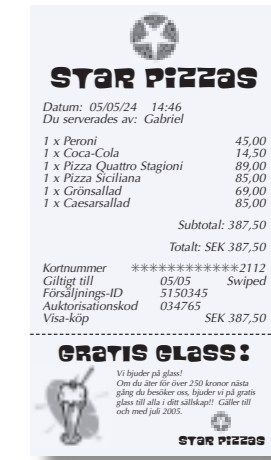 STAR PIZZAS
Datum: 05/05/24 14:46
Du serverades av: Gabriel
1 x Peroni 45,00
1 x Coca-Cola 14,50
1 x Pizza Quattro Stagioni 89,00
1 x Pizza Siciliana 85,00
1 x Grönsallad 69,00
1 x Caesarsallad 85,00
Subtotal: 387,50
Totalt: SEK 387,50
Kortnummer ************2112
Giltigt till 05/05 Swiped
Försäljnings-ID 5150345
Auktorisationskod 034765
Visa-köp SEK 387,50
GRATIS GLASS!
Vi bjuder på glass!
Om du äter för över 250 kronor nästa
gång du besöker oss, bjuder vi på gratis
glass till alla i ditt sällskap!! Gäller till
och med juli 2005.
STAR PIZZAS